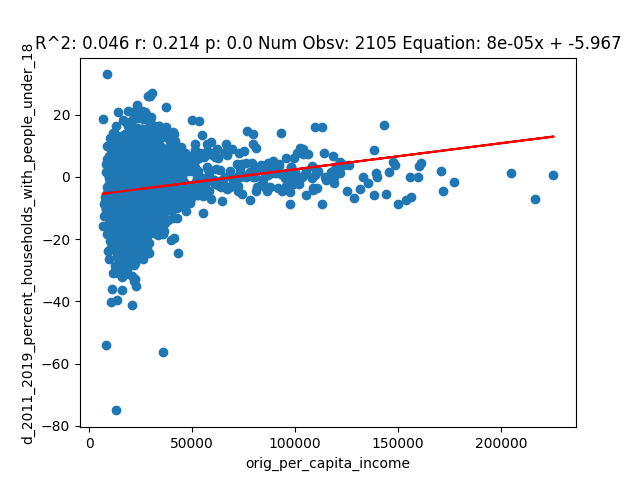 R^2: 0.046 r: 0.214 p: 0.0 Num Obsv: 2105 Equation: 8e-05x + -5.967
d_2011_2019_percent_households_with_people_under_18
20
0
−20
−40
−60
−80
0 50000 100000 150000 200000
orig_per_capita_income